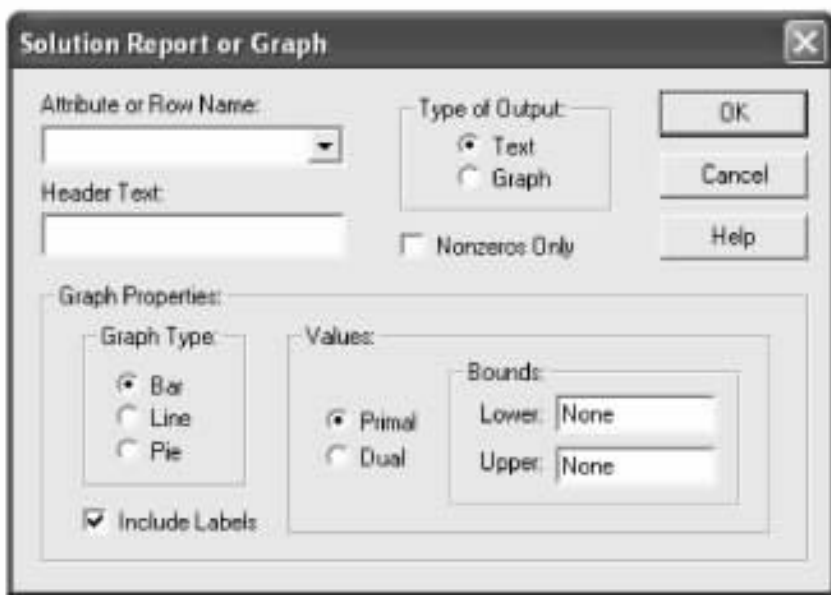 Solution Report or Graph
Attribute or Row Name:
Header Text:
Type of Output:
Text
Graph
Nonzeros Only
OK
Cancel
Help
Graph Properties:
Graph Type:
Bar
Line
Pie
Include Labels
Values:
Primal
Dual
Bounds:
Lower: None
Upper: None